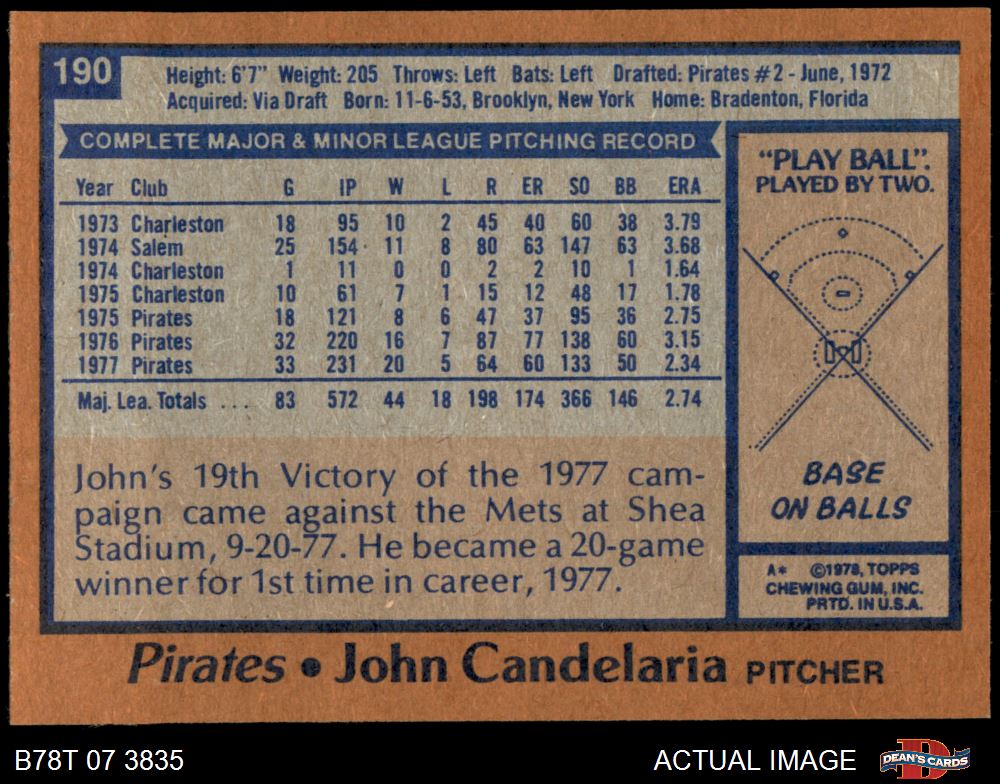 190
Height: 6'7" Weight: 205 Throws: Left Bats: Left Drafted: Pirates #2 - June, 1972
Acquired: Via Draft Born: 11-6-53, Brooklyn, New York Home: Bradenton, Florida
COMPLETE MAJOR & MINOR LEAGUE PITCHING RECORD
Year Club G IP W L R ER SO BB ERA
1973 Charleston 18 95 10 2 45 40 60 38 3.79
1974 Salem 25 154 11 8 80 63 147 63 3.68
1974 Charleston 1 11 0 0 2 2 10 1 1.64
1975 Charleston 10 61 7 1 15 12 48 17 1.78
1975 Pirates 18 121 8 6 47 37 95 36 2.75
1976 Pirates 32 220 16 7 87 77 138 60 3.15
1977 Pirates 33 231 20 5 64 60 133 50 2.34
Maj. Lea. Totals ... 83 572 44 18 198 174 366 146 2.74
John's 19th Victory of the 1977 cam-
paign came against the Mets at Shea
Stadium, 9-20-77. He became a 20-game
winner for 1st time in career, 1977.
"PLAY BALL".
PLAYED BY TWO.
BASE
ON BALLS
A* ©1978, TOPPS
CHEWING GUM, INC.
PRTD. IN U.S.A.
Pirates • John Candelaria PITCHER
B78T 07 3835
ACTUAL IMAGE
DEAN'S CARDS